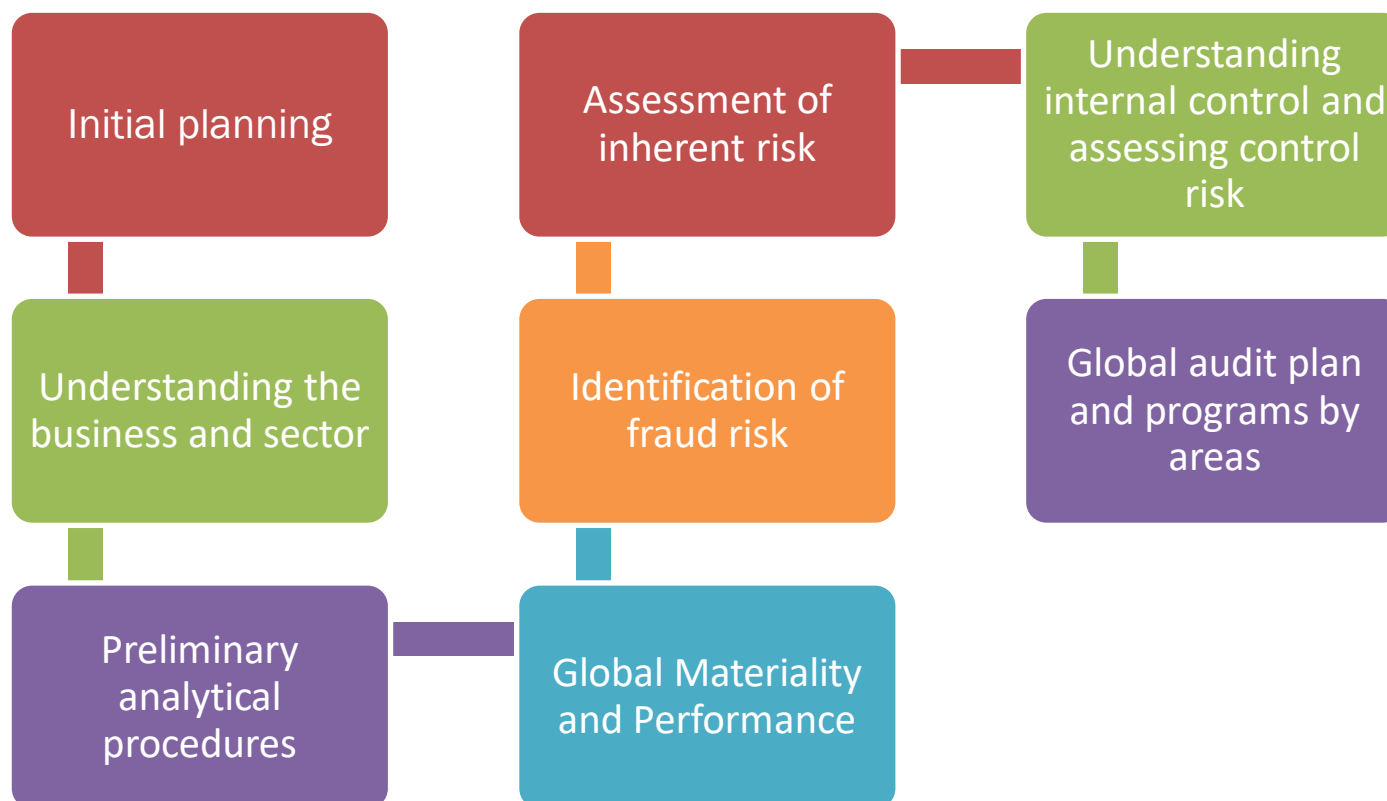 Initial planning
Understanding the
business and sector
Preliminary
analytical
procedures
Global Materiality
and Performance
Identification of
fraud risk
Assessment of
inherent risk
Understanding
internal control and
assessing control
risk
Global audit plan
and programs by
areas